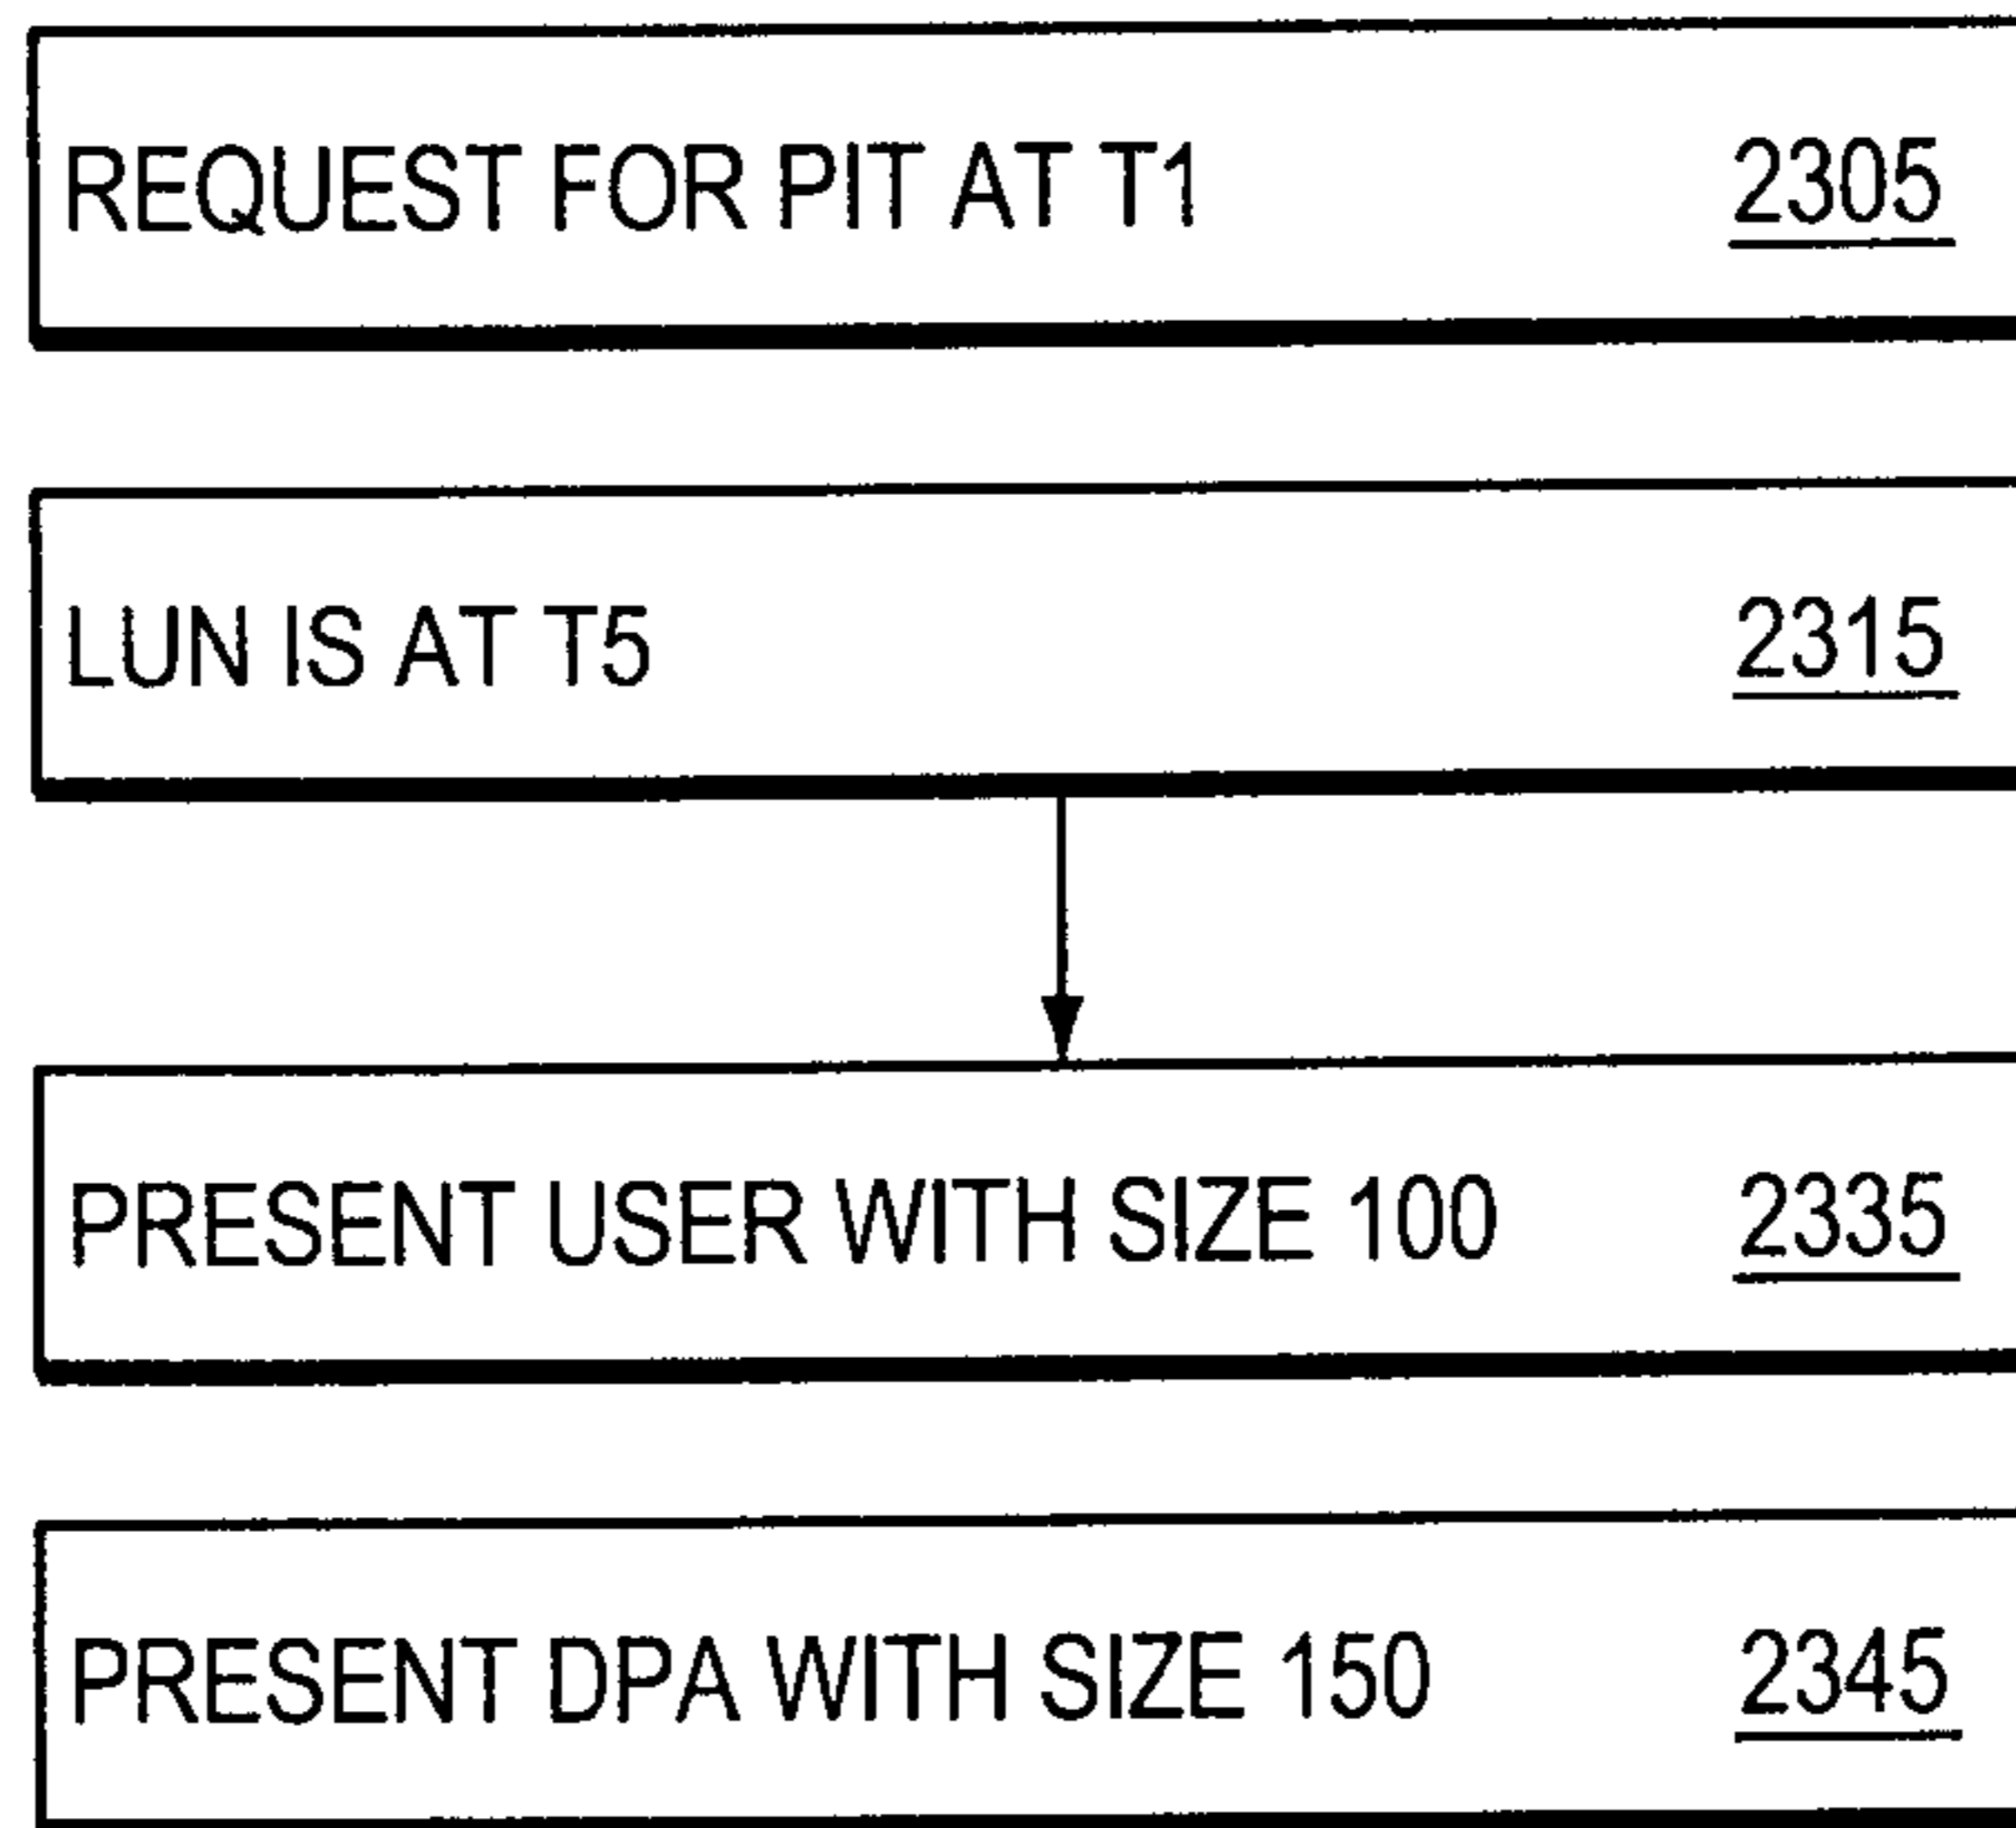 REQUEST FOR PIT AT T1 2305
LUN IS AT T5 2315
PRESENT USER WITH SIZE 100 2335
PRESENT DPA WITH SIZE 150 2345